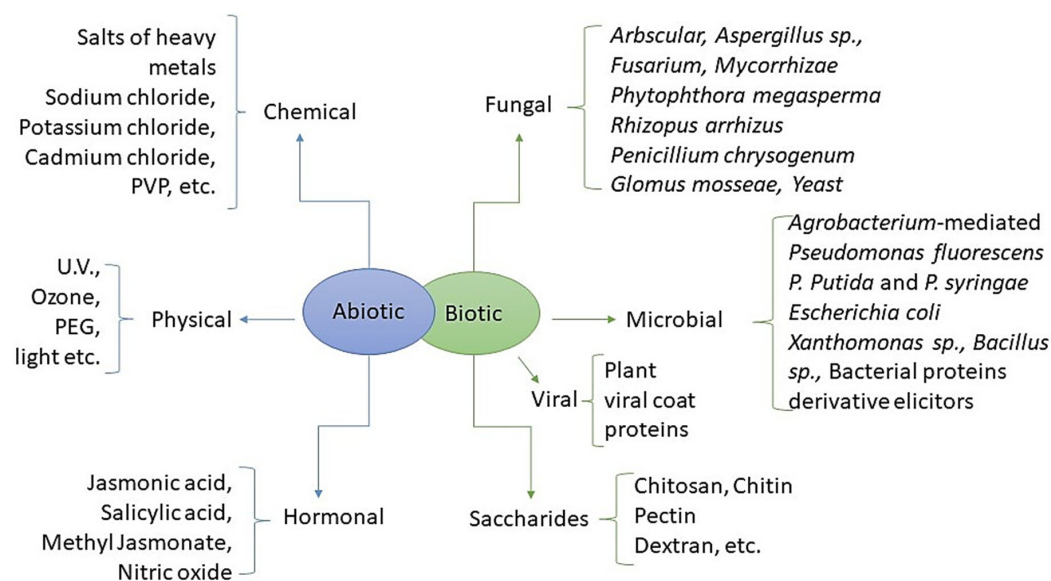 Salts of heavy
metals
Sodium chloride,
Potassium chloride,
Cadmium chloride,
PVP, etc.
Chemical
Fungal
Arbscular, Aspergillus sp.,
Fusarium, Mycorrhizae
Phytophthora megasperma
Rhizopus arrhizus
Penicillium chrysogenum
Glomus mosseae, Yeast
U.V.,
Ozone,
PEG,
light etc.
Physical
Abiotic
Biotic
Microbial
Agrobacterium-mediated
Pseudomonas fluorescens
P. Putida and P. syringae
Escherichia coli
Xanthomonas sp., Bacillus
sp., Bacterial proteins
derivative elicitors
Viral
Plant
viral coat
proteins
Jasmonic acid,
Salicylic acid,
Methyl Jasmonate,
Nitric oxide
Hormonal
Saccharides
Chitosan, Chitin
Pectin
Dextran, etc.